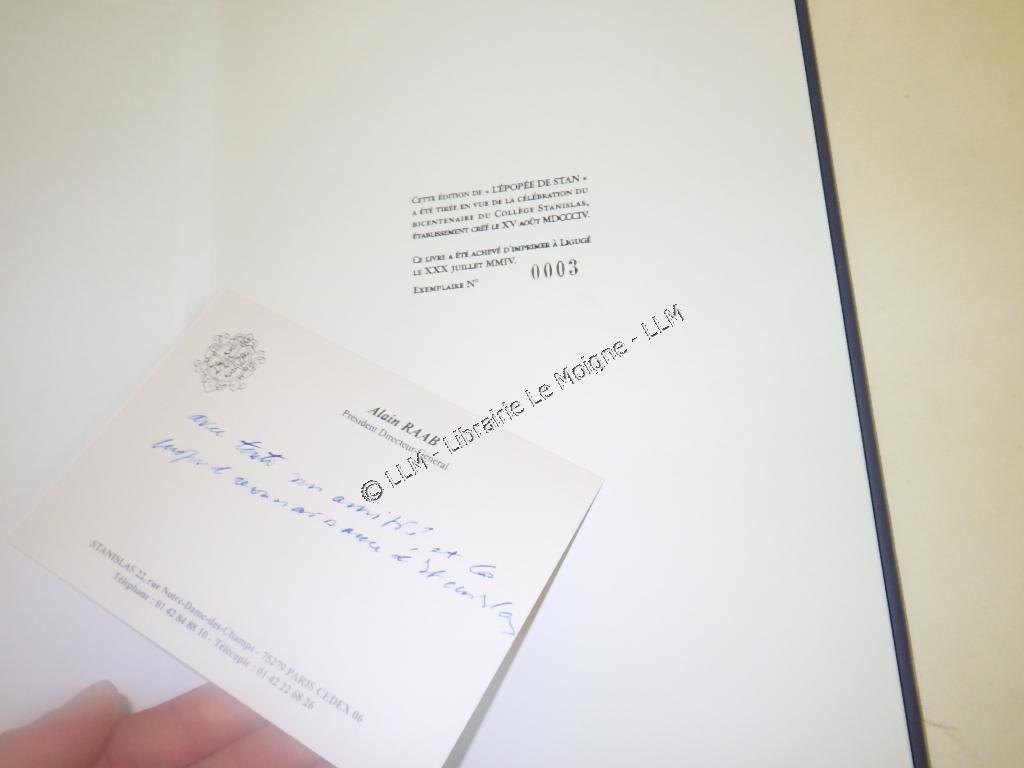 CETTE ÉDITION DE « L'ÉPOPÉE DE STAN »
A ÉTÉ TIRÉE EN VUE DE LA CÉLÉBRATION DU
BICENTENAIRE DU COLLÈGE STANISLAS,
ÉTABLISSEMENT CRÉÉ LE XV AOÛT MDCCCIV.
CE LIVRE A ÉTÉ ACHEVÉ D'IMPRIMER À LIGUGÉ
LE XXX JUILLET MMIV.
EXEMPLAIRE N° 0003
© LLM - Librairie Le Moigne - LLM
Alain RAAB
Président Directeur Général
avec toute mon amitié et la
reconnaissance de Stanislas
STANISLAS 22, rue Notre-Dame-des-Champs - 75279 PARIS CEDEX 06
Téléphone : 01 42 84 88 10 - Télécopie : 01 42 22 68 26